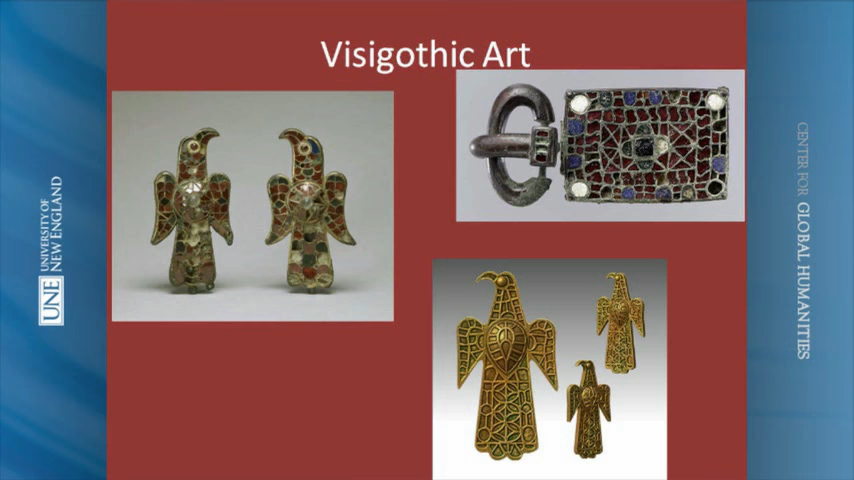 Visigothic Art
UNE
UNIVERSITY OF
NEW ENGLAND
CENTER FOR GLOBAL HUMANITIES